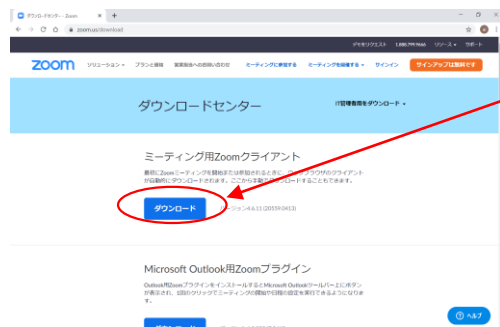 ダウンロードセンター - Zoom
zoom.us/download
デモをリクエスト 1.888.799.9666 リソース サポート
zoom ソリューション プランと価格 営業担当へのお問い合わせ ミーティングに参加する ミーティングを開催する サインイン サインアップは無料です
ダウンロードセンター
IT管理者用をダウンロード
ミーティング用Zoomクライアント
最初にZoomミーティングを開始または参加されるときに、ウェブブラウザのクライアント
が自動的にダウンロードされます。ここから手動でダウンロードすることもできます。
ダウンロード
バージョン4.6.11 (20559.0413)
Microsoft Outlook用Zoomプラグイン
Outlook用ZoomプラグインをインストールするとMicrosoft Outlookツールバー上にボタン
が表示され、1回のクリックでミーティングの開始や日程の設定を実行できるようになりま
す。
ヘルプ